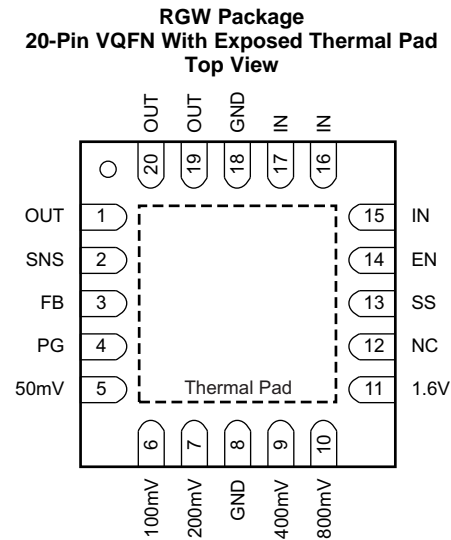 RGW Package
20-Pin VQFN With Exposed Thermal Pad
Top View
OUT OUT GND IN IN
20 19 18 17 16
OUT 1 15 IN
SNS 2 14 EN
FB 3 13 SS
PG 4 12 NC
50mV 5 Thermal Pad 11 1.6V
6 7 8 9 10
100mV 200mV GND 400mV 800mV